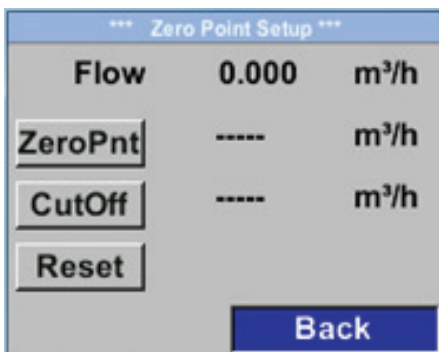 *** Zero Point Setup ***
Flow 0.000 m³/h
ZeroPnt ----- m³/h
CutOff ----- m³/h
Reset
Back